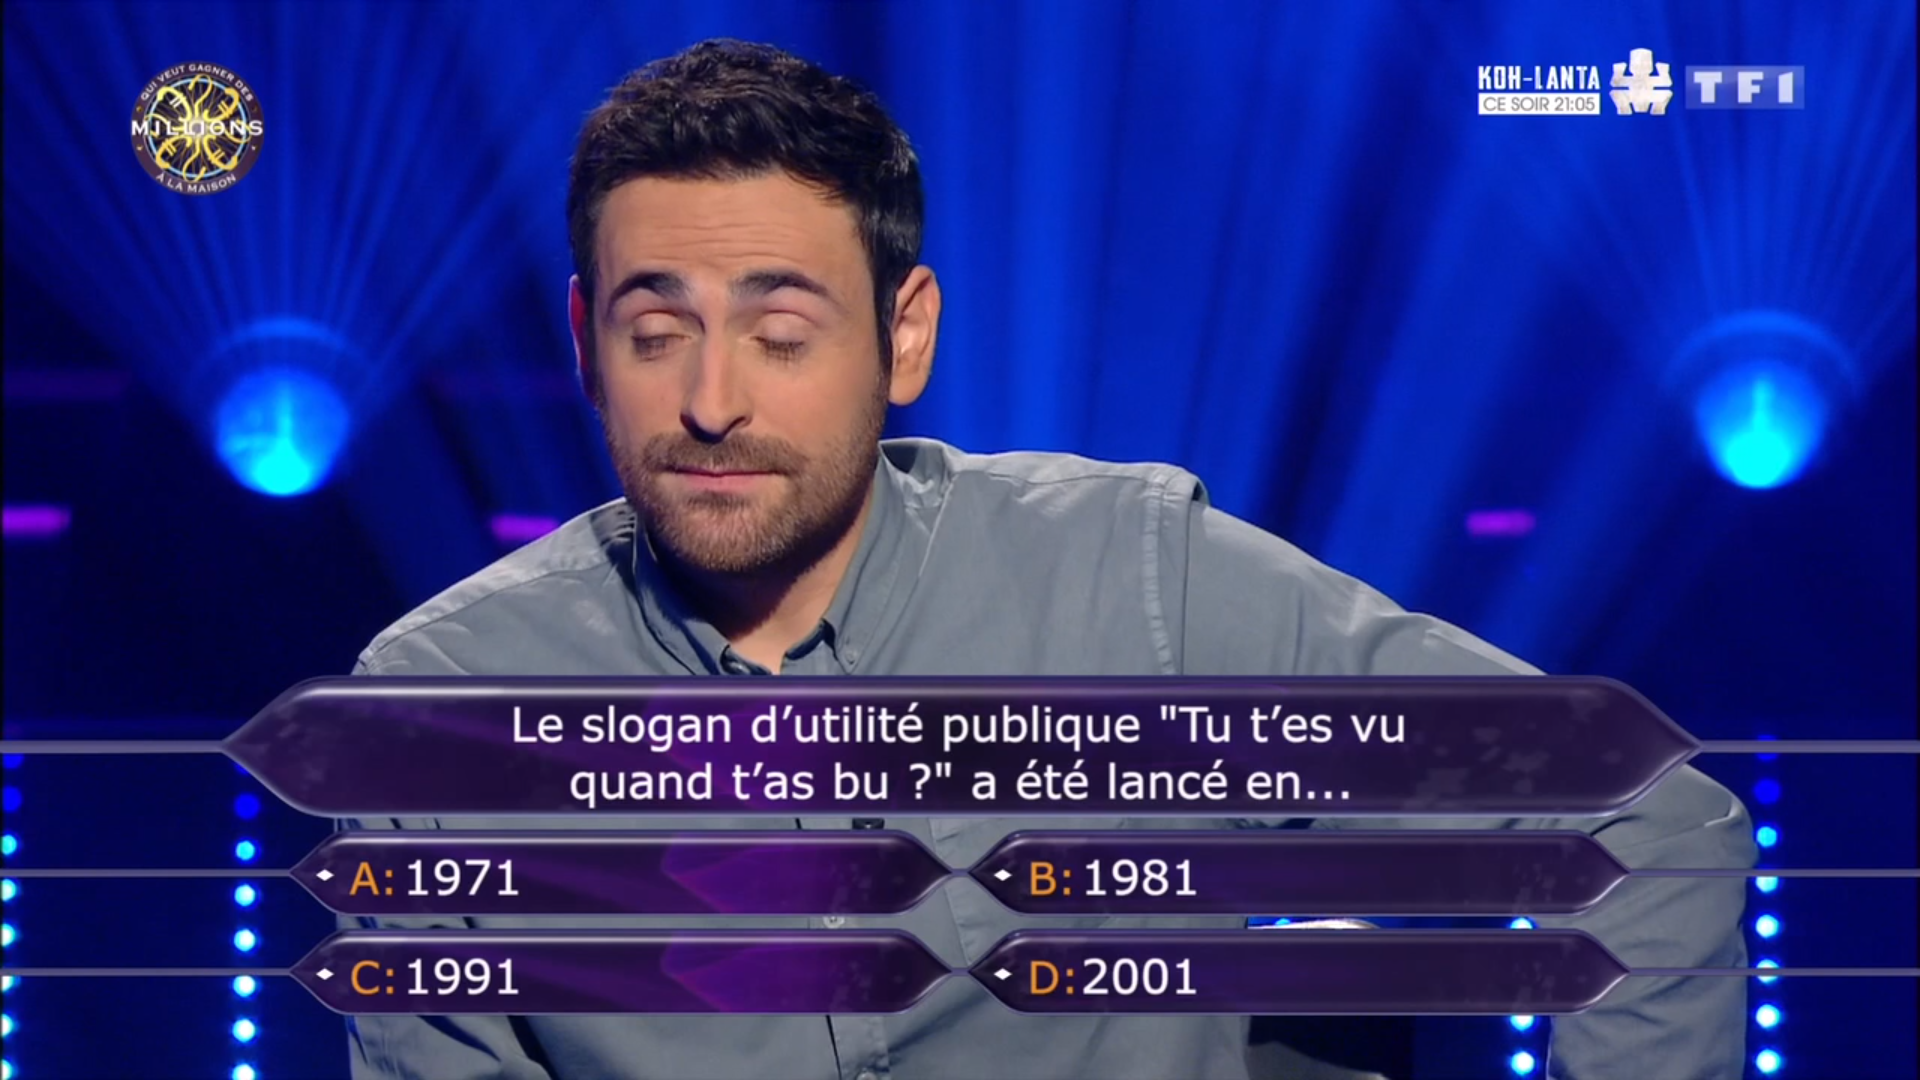 QUI VEUT GAGNER DES
MILLIONS
À LA MAISON
KOH-LANTA
CE SOIR 21:05
TF1
Le slogan d’utilité publique "Tu t’es vu
quand t’as bu ?" a été lancé en...
A: 1971
B: 1981
C: 1991
D: 2001